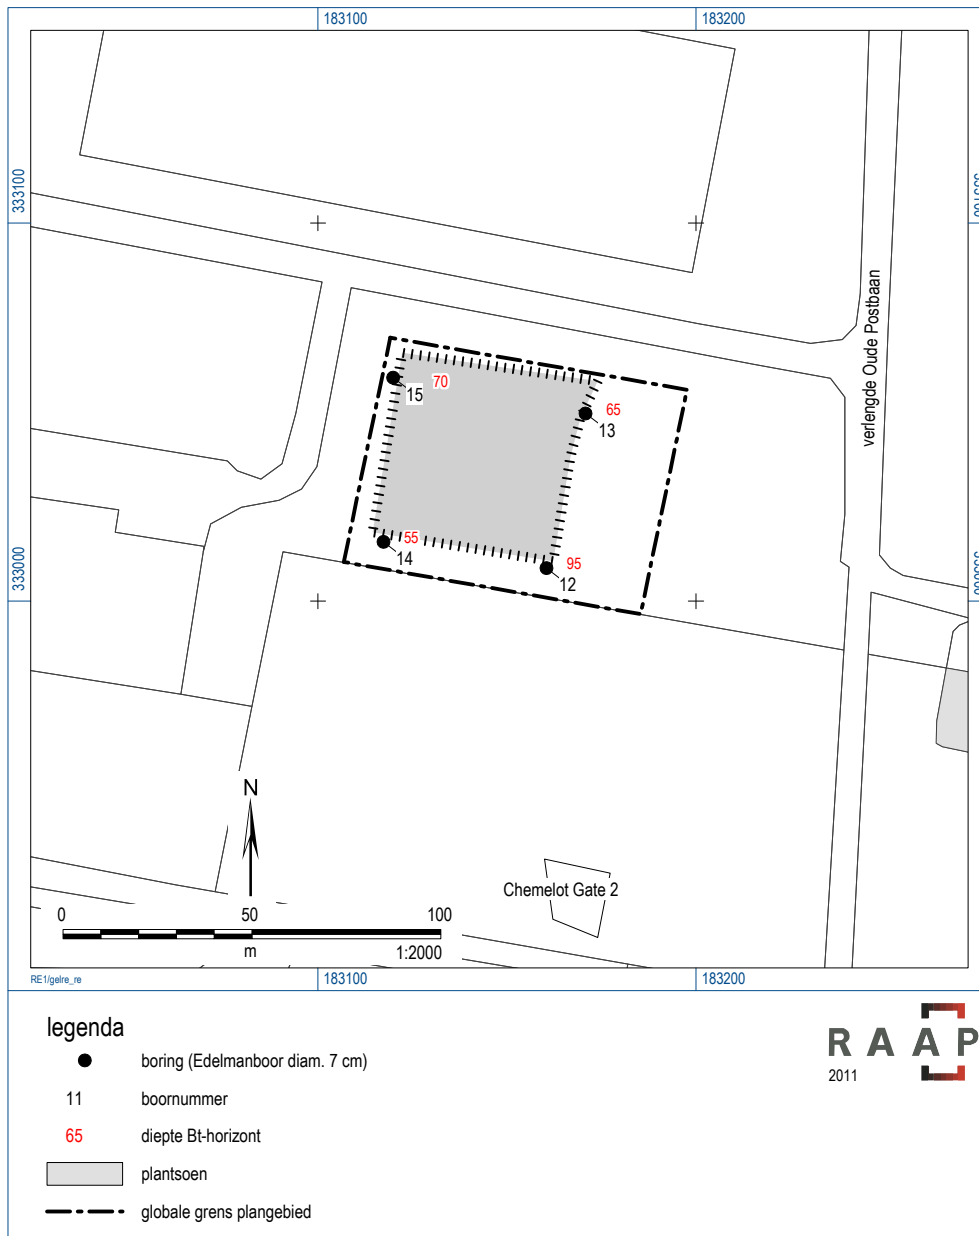 183100
183200
333100
333100
verlengde Oude Postbaan
70
15
65
13
55
14
95
12
333000
333000
N
Chemelot Gate 2
0
50
100
m
1:2000
RE1/gelre_re
183100
183200
legenda
boring (Edelmanboor diam. 7 cm)
11
boornummer
65
diepte Bt-horizont
plantsoen
globale grens plangebied
RAAP
2011